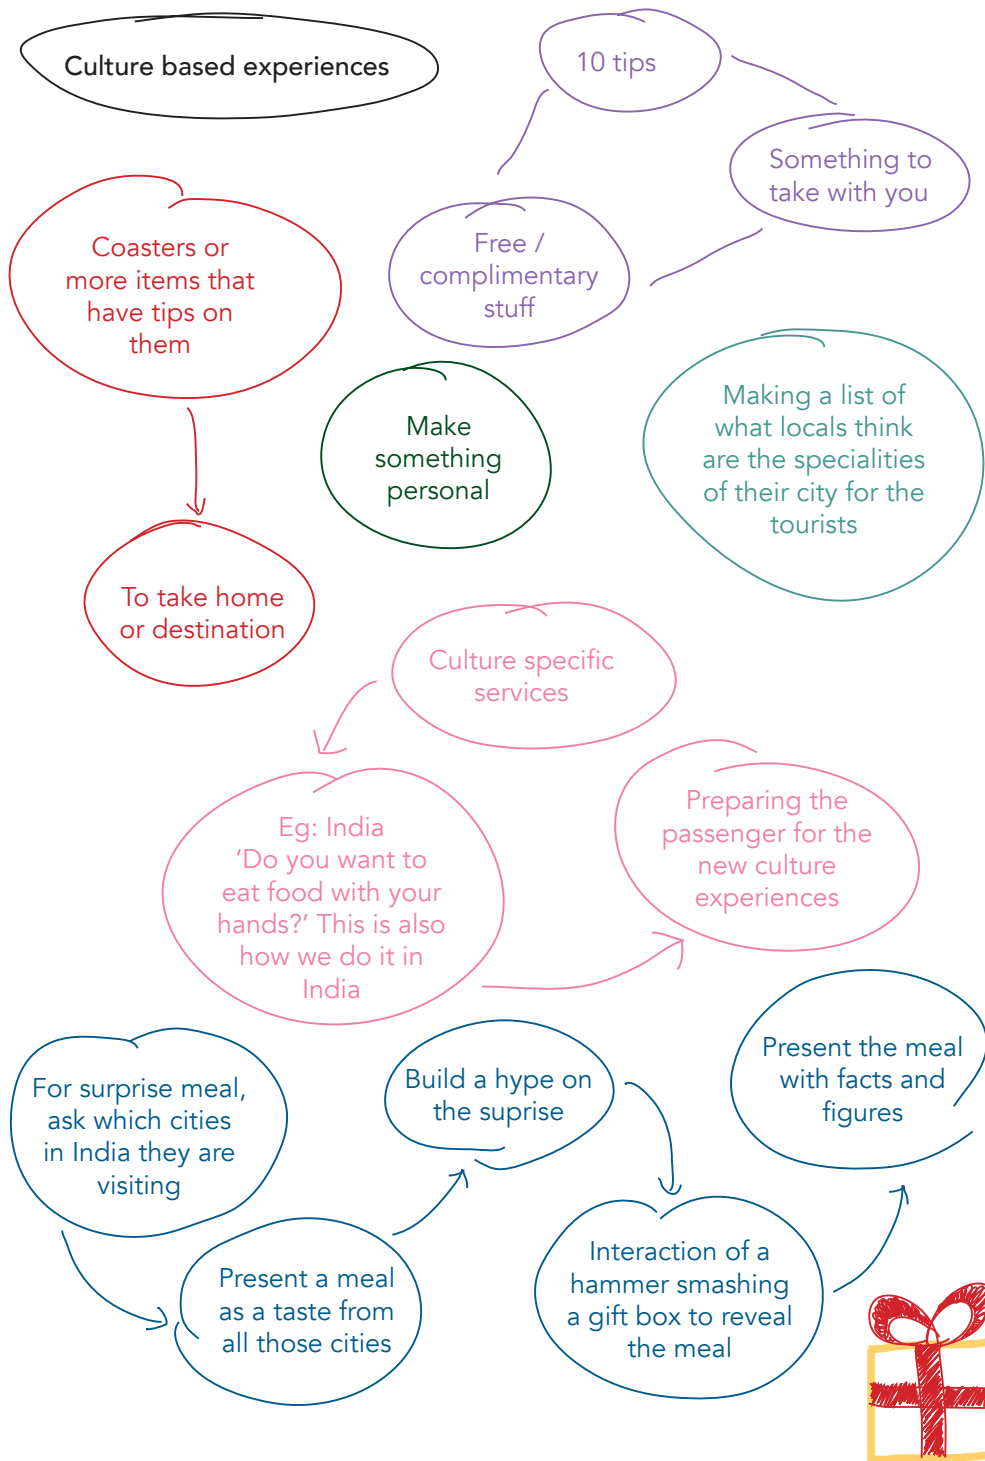 Culture based experiences
10 tips
Something to
take with you
Free /
complimentary
stuff
Coasters or
more items that
have tips on
them
Make
something
personal
Making a list of
what locals think
are the specialities
of their city for the
tourists
To take home
or destination
Culture specific
services
Eg: India
‘Do you want to
eat food with your
hands?’ This is also
how we do it in
India
Preparing the
passenger for the
new culture
experiences
For surprise meal,
ask which cities
in India they are
visiting
Present a meal
as a taste from
all those cities
Build a hype on
the suprise
Interaction of a
hammer smashing
a gift box to reveal
the meal
Present the meal
with facts and
figures